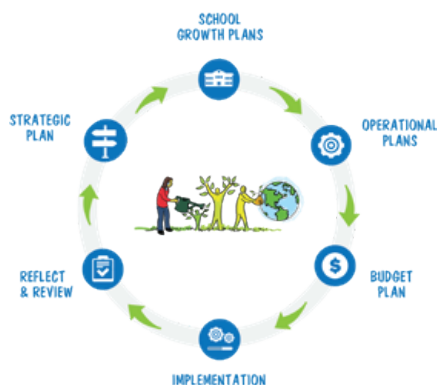 SCHOOL
GROWTH PLANS
OPERATIONAL
PLANS
$
BUDGET
PLAN
IMPLEMENTATION
REFLECT
& REVIEW
STRATEGIC
PLAN